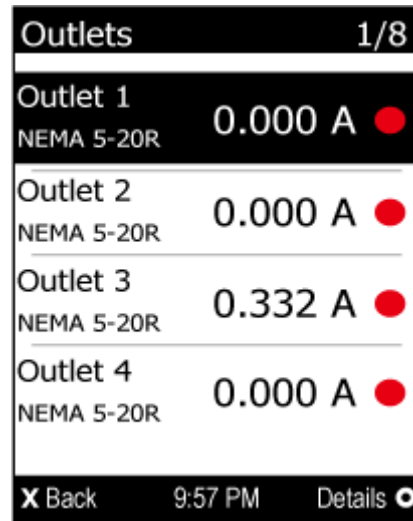 Outlets 1/8
Outlet 1
NEMA 5-20R
0.000 A
Outlet 2
NEMA 5-20R
0.000 A
Outlet 3
NEMA 5-20R
0.332 A
Outlet 4
NEMA 5-20R
0.000 A
X Back 9:57 PM Details O